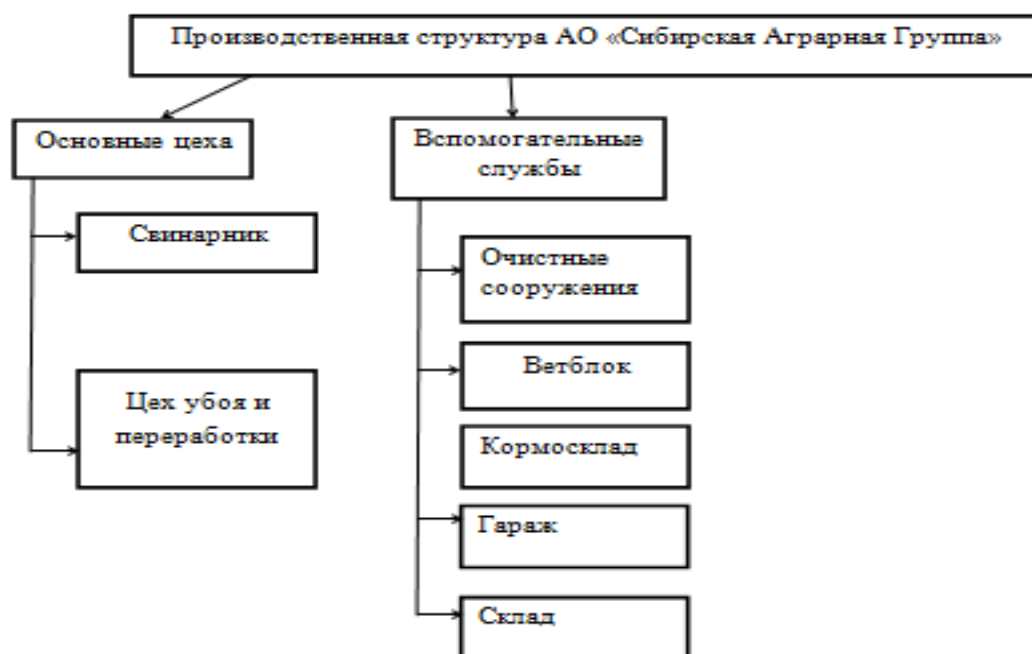 Производственная структура АО «Сибирская Аграрная Группа»
Основные цеха
Вспомогательные
службы
Свинарник
Очистные
сооружения
Ветблок
Цех убоя и
переработки
Кормосклад
Гараж
Склад